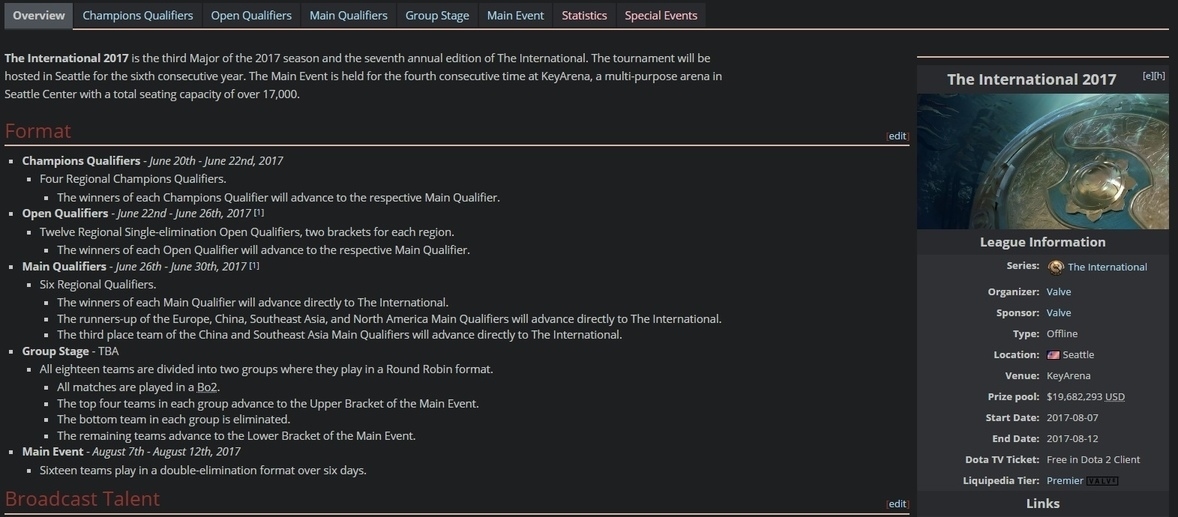 Overview Champions Qualifiers Open Qualifiers Main Qualifiers Group Stage Main Event Statistics Special Events
The International 2017 is the third Major of the 2017 season and the seventh annual edition of The International. The tournament will be
hosted in Seattle for the sixth consecutive year. The Main Event is held for the fourth consecutive time at KeyArena, a multi-purpose arena in
Seattle Center with a total seating capacity of over 17,000.
Format [edit]
Champions Qualifiers - June 20th - June 22nd, 2017
Four Regional Champions Qualifiers.
The winners of each Champions Qualifier will advance to the respective Main Qualifier.
Open Qualifiers - June 22nd - June 26th, 2017 [1]
Twelve Regional Single-elimination Open Qualifiers, two brackets for each region.
The winners of each Open Qualifier will advance to the respective Main Qualifier.
Main Qualifiers - June 26th - June 30th, 2017 [1]
Six Regional Qualifiers.
The winners of each Main Qualifier will advance directly to The International.
The runners-up of the Europe, China, Southeast Asia, and North America Main Qualifiers will advance directly to The International.
The third place team of the China and Southeast Asia Main Qualifiers will advance directly to The International.
Group Stage - TBA
All eighteen teams are divided into two groups where they play in a Round Robin format.
All matches are played in a Bo2.
The top four teams in each group advance to the Upper Bracket of the Main Event.
The bottom team in each group is eliminated.
The remaining teams advance to the Lower Bracket of the Main Event.
Main Event - August 7th - August 12th, 2017
Sixteen teams play in a double-elimination format over six days.
Broadcast Talent [edit]
The International 2017 [e][h]
League Information
Series: The International
Organizer: Valve
Sponsor: Valve
Type: Offline
Location: Seattle
Venue: KeyArena
Prize pool: $19,682,293 USD
Start Date: 2017-08-07
End Date: 2017-08-12
Dota TV Ticket: Free in Dota 2 Client
Liquipedia Tier: Premier VALVE
Links